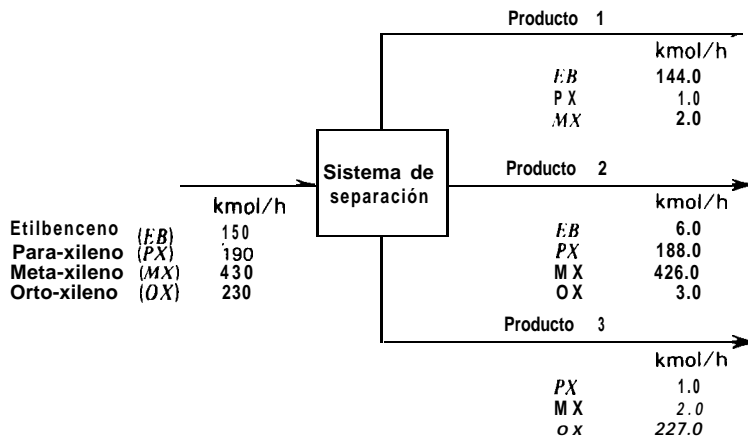 Producto 1
kmol/h
EB 144.0
PX 1.0
MX 2.0
Sistema de
separación
Producto 2
kmol/h
EB 6.0
PX 188.0
MX 426.0
OX 3.0
kmol/h
Etilbenceno (EB) 150
Para-xileno (PX) 190
Meta-xileno (MX) 430
Orto-xileno (OX) 230
Producto 3
kmol/h
PX 1.0
MX 2.0
OX 227.0